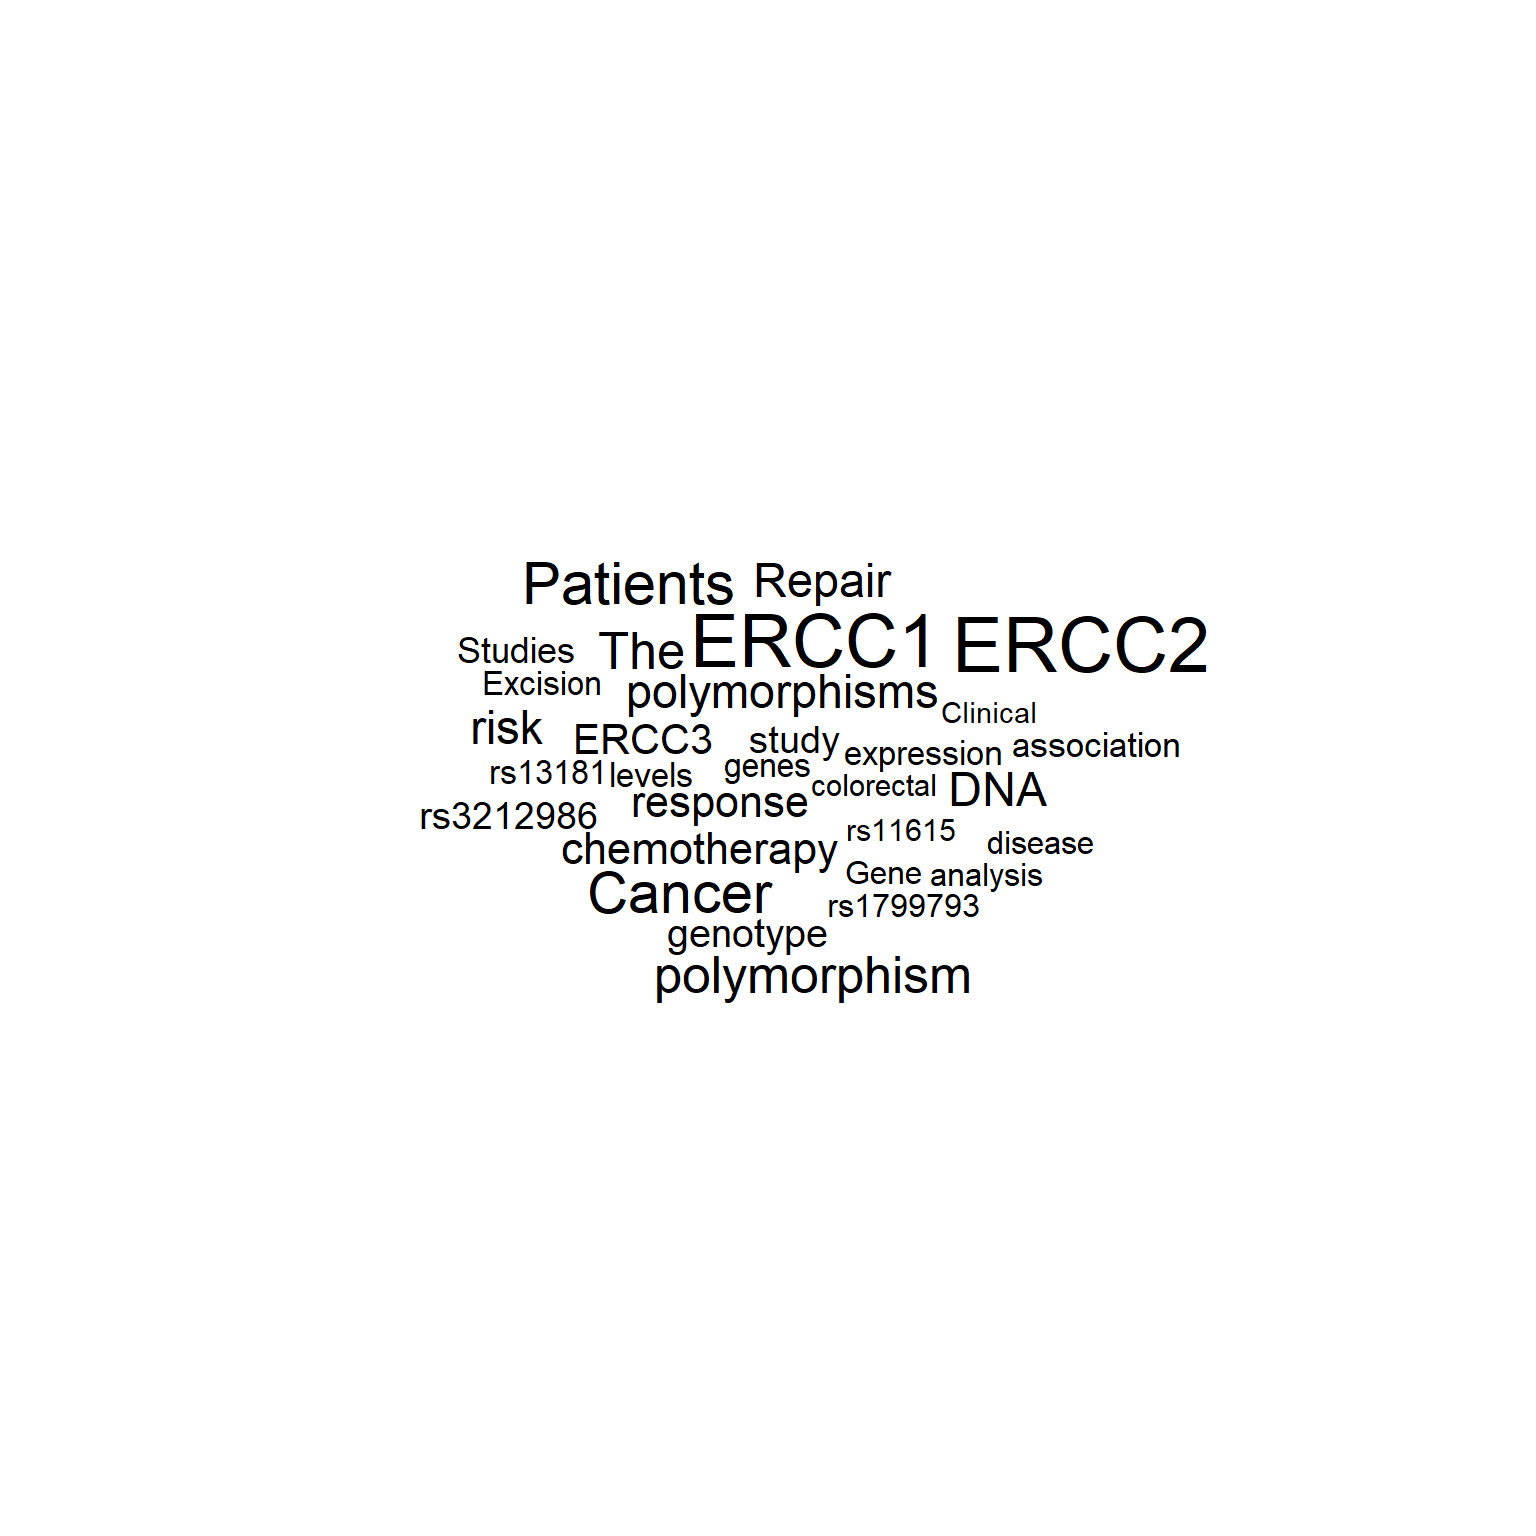 Patients Repair
The ERCC1 ERCC2
Studies
Excision polymorphisms
Clinical
risk ERCC3 study expression association
rs13181 levels genes colorectal DNA
rs3212986 response
rs11615 disease
chemotherapy
Gene analysis
Cancer rs1799793
genotype
polymorphism